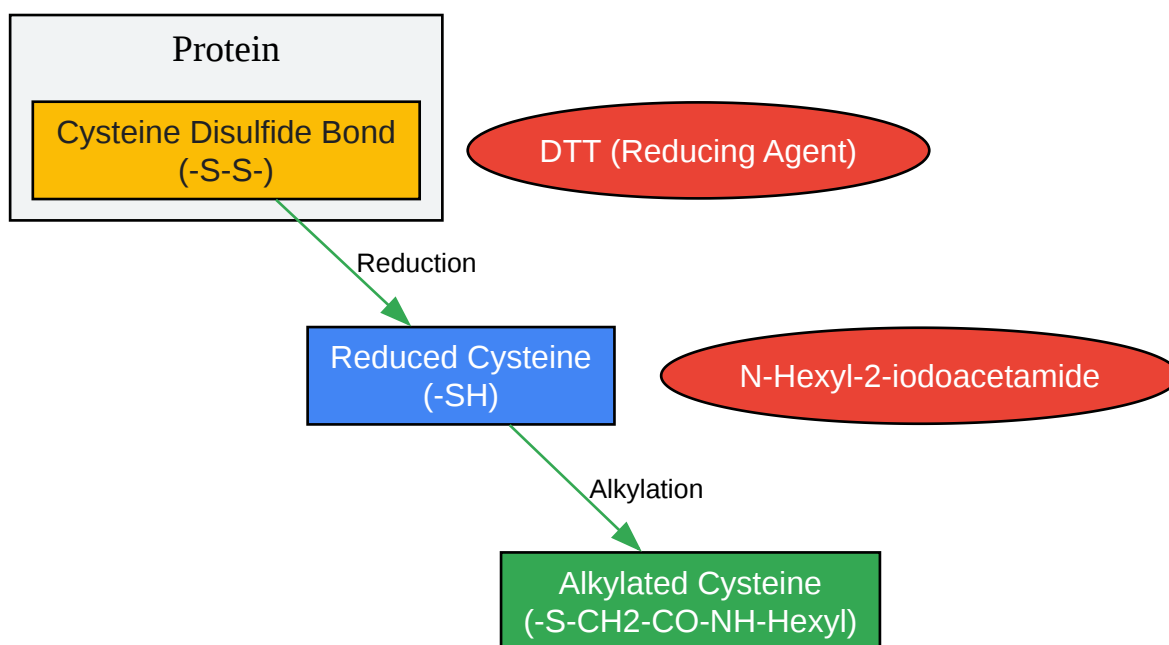 Protein
Cysteine Disulfide Bond
(-S-S-)
DTT (Reducing Agent)
Reduction
Reduced Cysteine
(-SH)
N-Hexyl-2-iodoacetamide
Alkylation
Alkylated Cysteine
(-S-CH2-CO-NH-Hexyl)